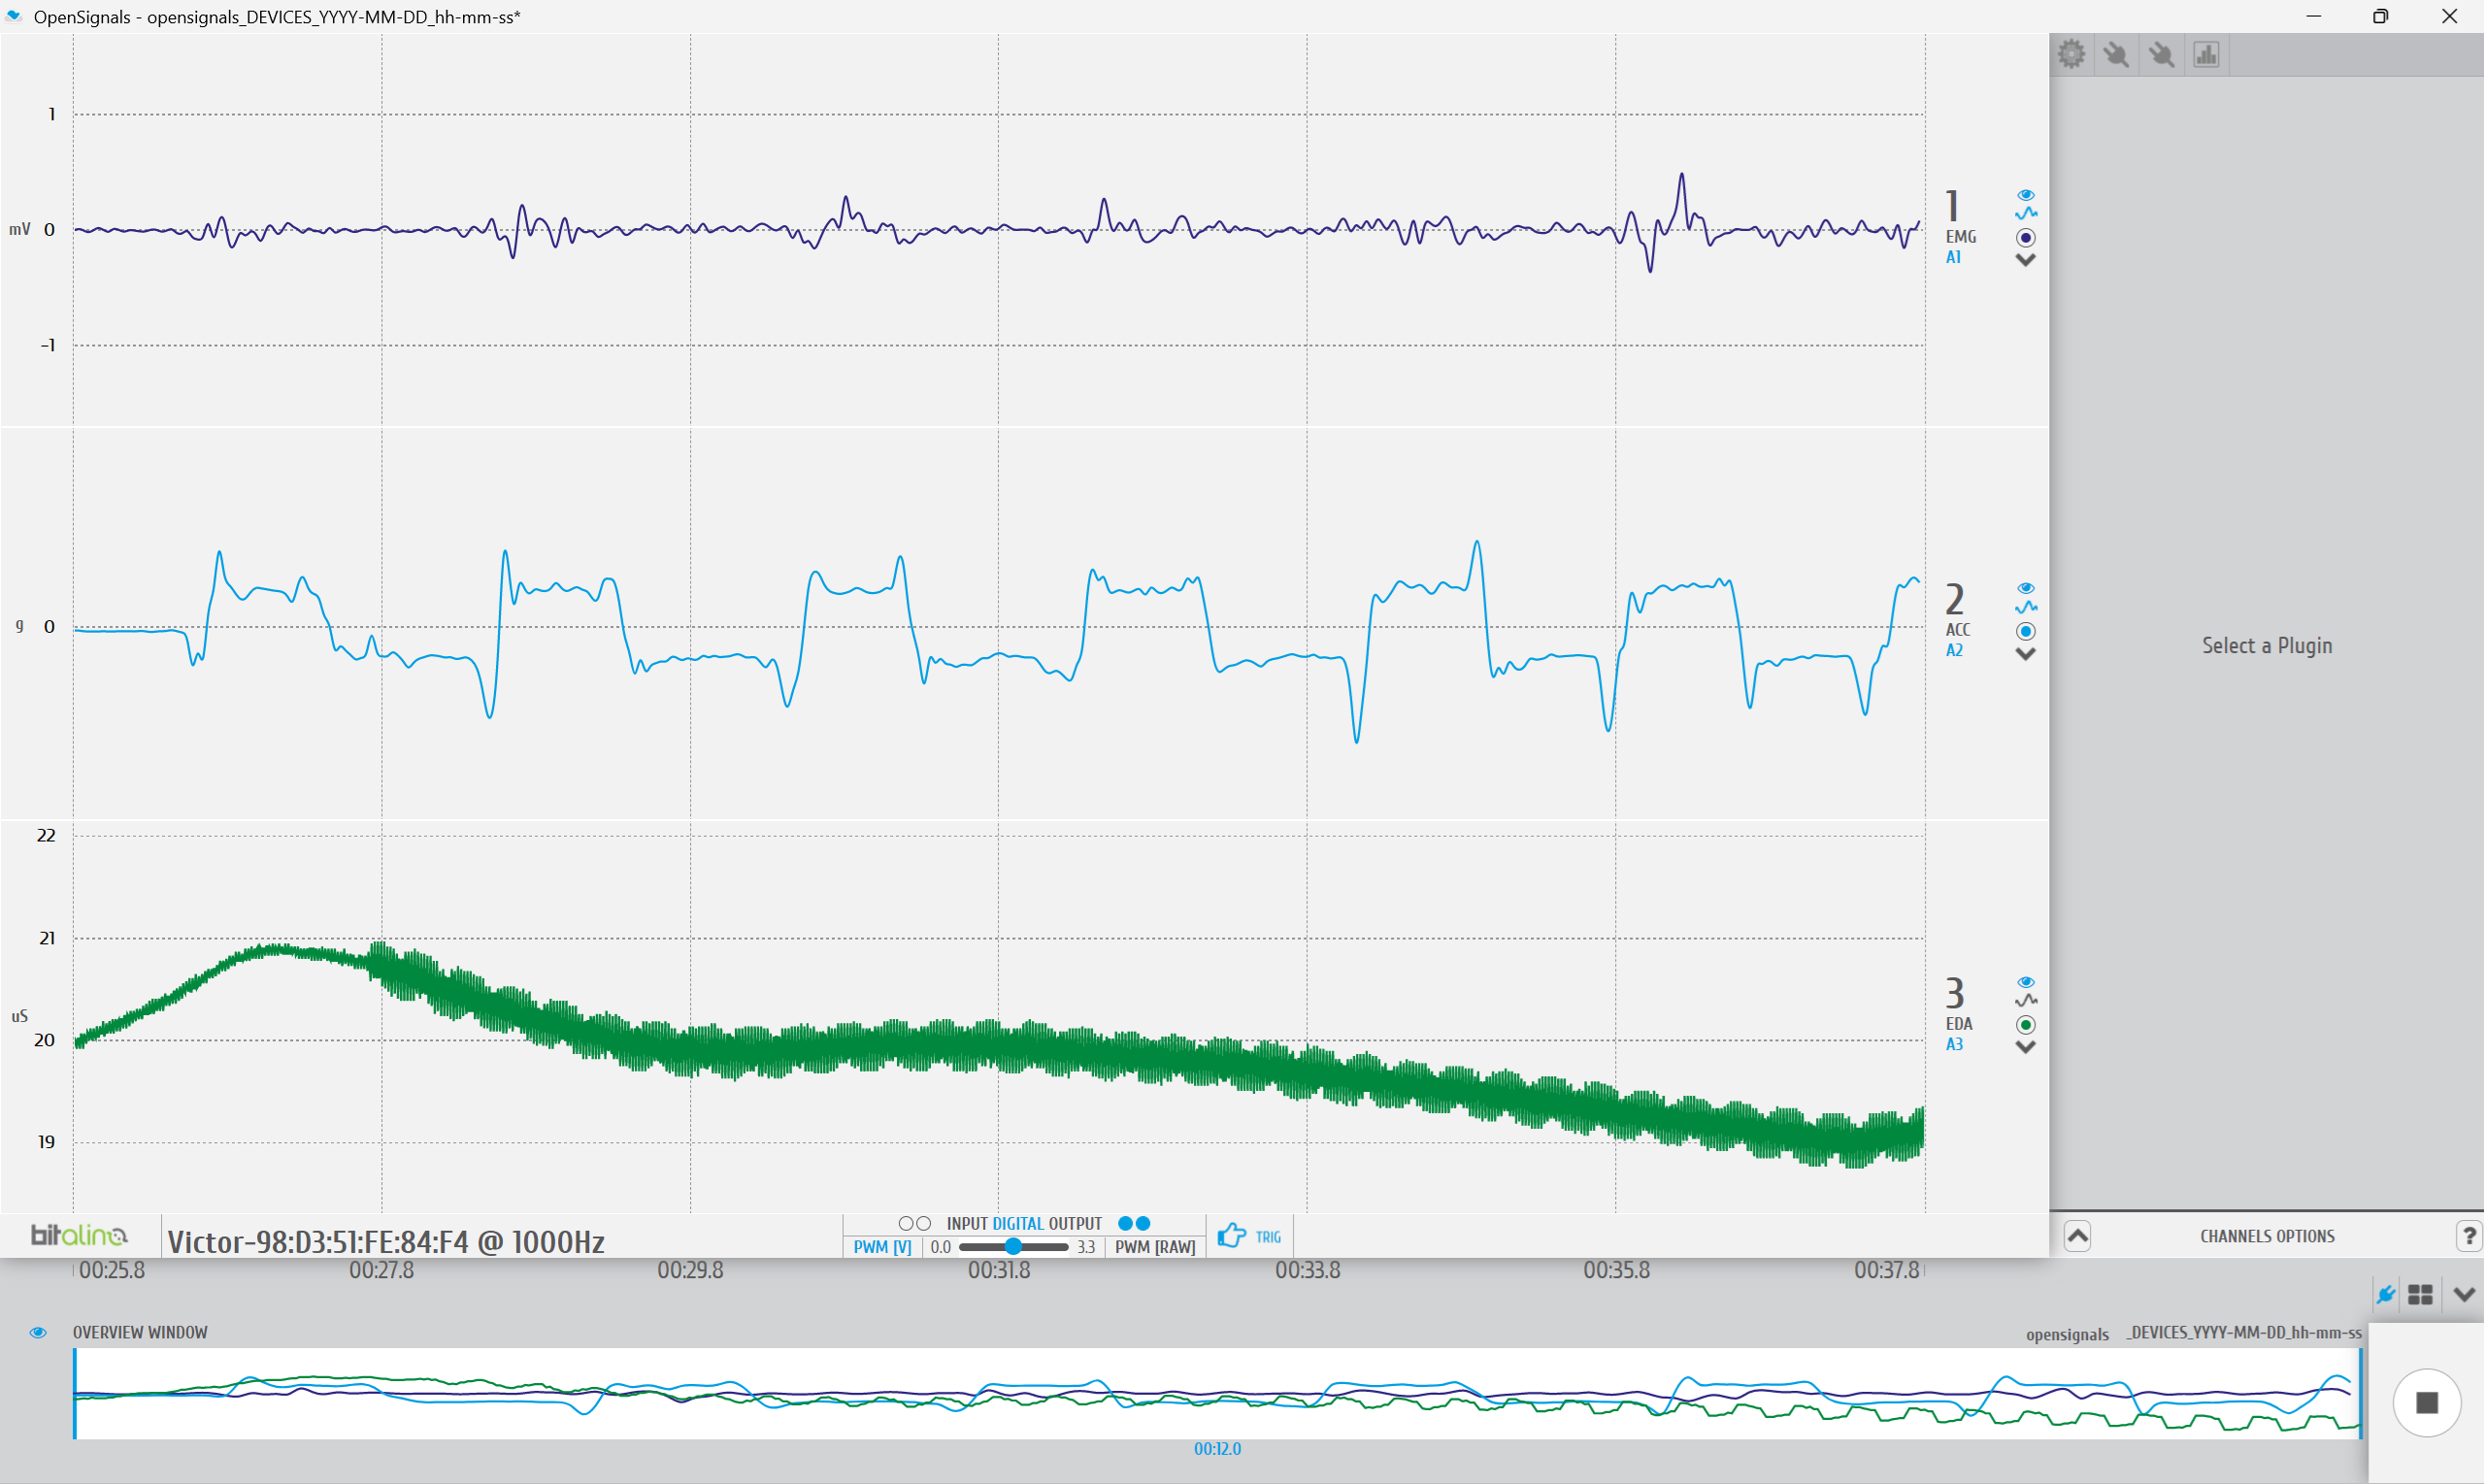 OpenSignals - opensignals_DEVICES_YYYY-MM-DD_hh-mm-ss*
1
mV 0
-1
1
EMG
A1
g 0
2
ACC
A2
Select a Plugin
22
21
uS
20
19
3
EDA
A3
bitalino
Victor-98:D3:51:FE:84:F4 @ 1000Hz
INPUT DIGITAL OUTPUT
PWM [V] 0.0 3.3 PWM [RAW]
TRIG
CHANNELS OPTIONS
?
00:25.8 00:27.8 00:29.8 00:31.8 00:33.8 00:35.8 00:37.8
OVERVIEW WINDOW
opensignals _DEVICES_YYYY-MM-DD_hh-mm-ss
00:12.0